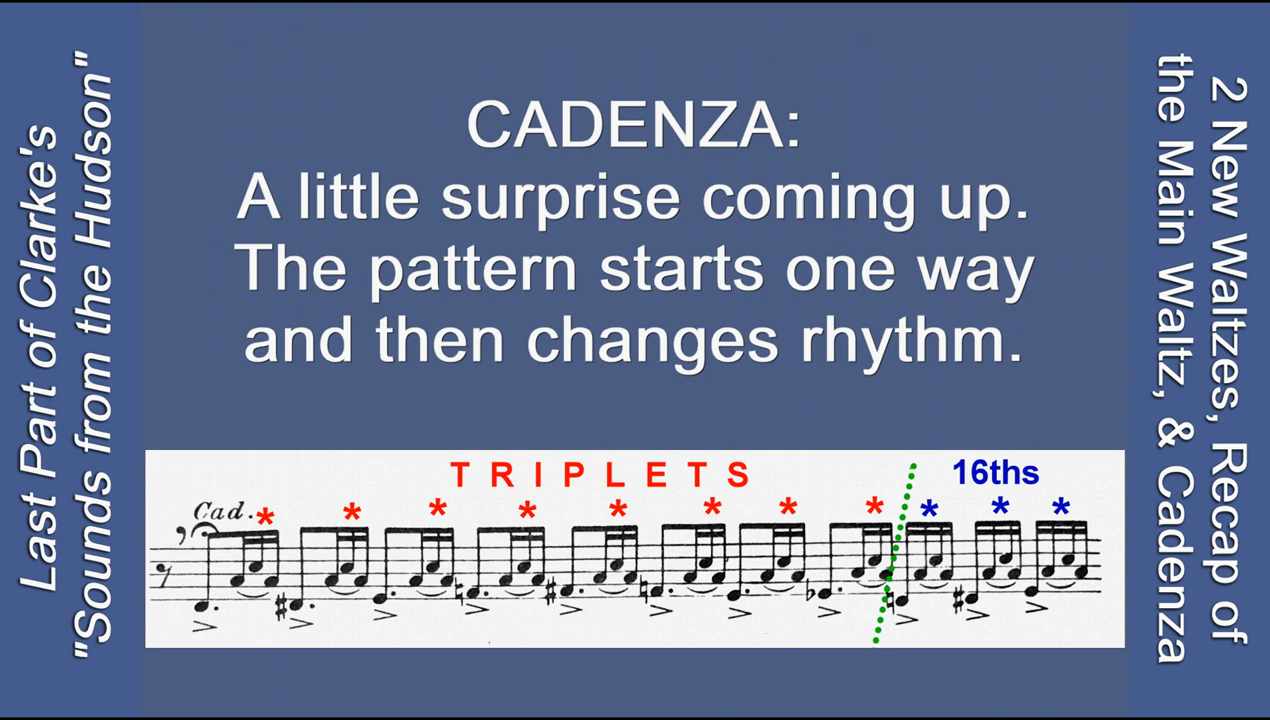 Last Part of Clarke's
"Sounds from the Hudson"
CADENZA:
A little surprise coming up.
The pattern starts one way
and then changes rhythm.
T R I P L E T S
16ths
Cad.
* * * * * * * * * * *
2 New Waltzes, Recap of
the Main Waltz, & Cadenza